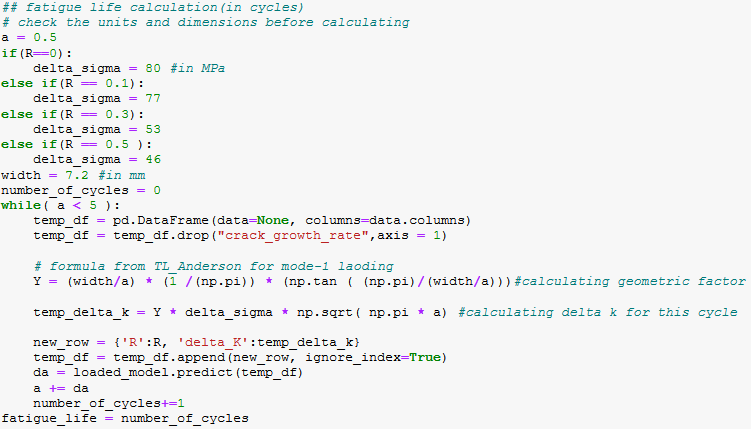 ## fatigue life calculation(in cycles)
# check the units and dimensions before calculating
a = 0.5
if(R==0):
    delta_sigma = 80 #in MPa
else if(R == 0.1):
    delta_sigma = 77
else if(R == 0.3):
    delta_sigma = 53
else if(R == 0.5 ):
    delta_sigma = 46
width = 7.2 #in mm
number_of_cycles = 0
while( a < 5 ):
    temp_df = pd.DataFrame(data=None, columns=data.columns)
    temp_df = temp_df.drop("crack_growth_rate",axis = 1)
    # formula from TL_Anderson for mode-1 laoding
    Y = (width/a) * (1 /(np.pi)) * (np.tan ( (np.pi)/(width/a)))#calculating geometric factor
    temp_delta_k = Y * delta_sigma * np.sqrt( np.pi * a) #calculating delta k for this cycle
    new_row = {'R':R, 'delta_K':temp_delta_k}
    temp_df = temp_df.append(new_row, ignore_index=True)
    da = loaded_model.predict(temp_df)
    a += da
    number_of_cycles+=1
fatigue_life = number_of_cycles